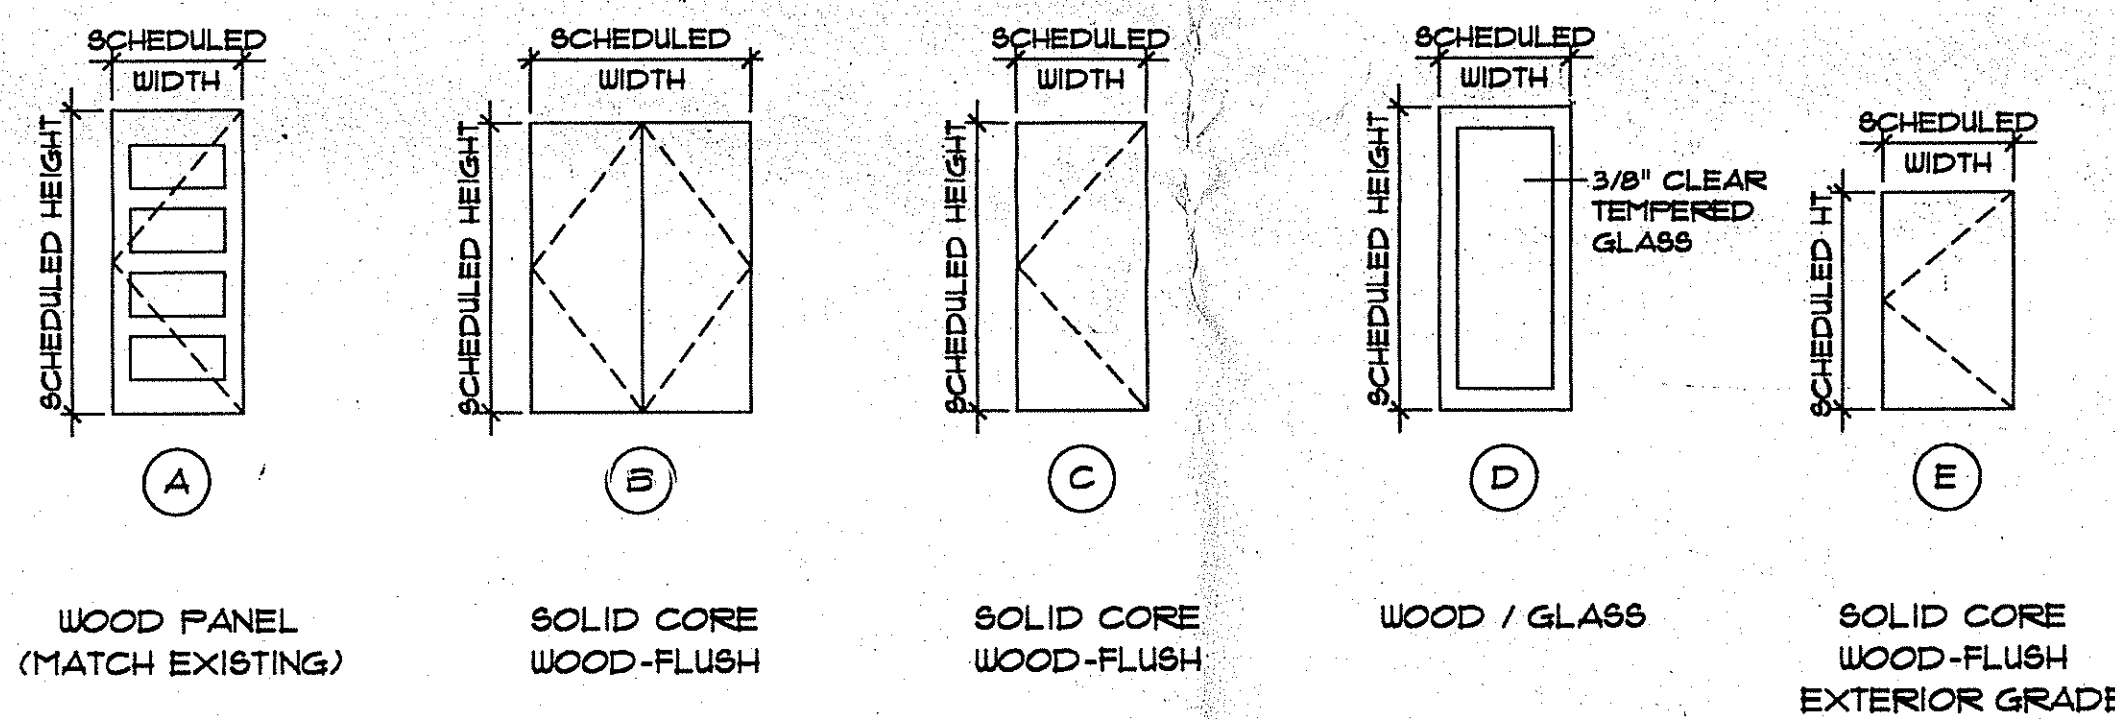 SCHEDULED
WIDTH
SCHEDULED HEIGHT
A
WOOD PANEL
(MATCH EXISTING)
SCHEDULED
WIDTH
SCHEDULED HEIGHT
B
SOLID CORE
WOOD-FLUSH
SCHEDULED
WIDTH
SCHEDULED HEIGHT
C
SOLID CORE
WOOD-FLUSH
SCHEDULED
WIDTH
SCHEDULED HEIGHT
3/8" CLEAR
TEMPERED
GLASS
D
WOOD / GLASS
SCHEDULED
WIDTH
SCHEDULED HT.
E
SOLID CORE
WOOD-FLUSH
EXTERIOR GRADE